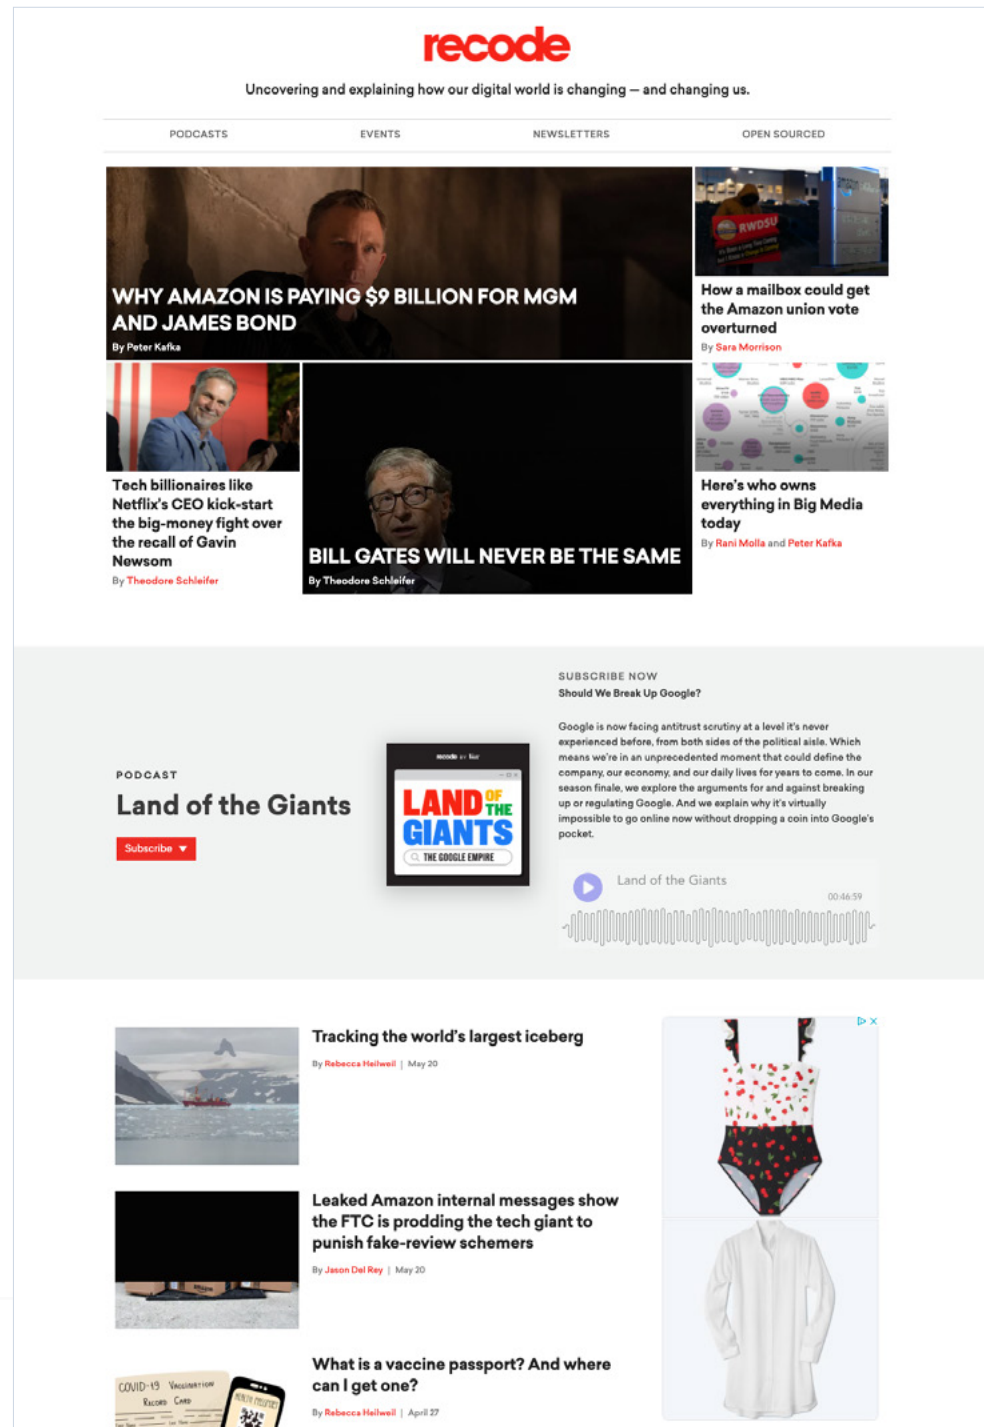 recode
Uncovering and explaining how our digital world is changing — and changing us.
PODCASTS
EVENTS
NEWSLETTERS
OPEN SOURCED
WHY AMAZON IS PAYING $9 BILLION FOR MGM
AND JAMES BOND
By Peter Kafka
RWDSU
How a mailbox could get
the Amazon union vote
overturned
By Sara Morrison
Tech billionaires like
Netflix's CEO kick-start
the big-money fight over
the recall of Gavin
Newsom
By Theodore Schleifer
BILL GATES WILL NEVER BE THE SAME
By Theodore Schleifer
Here's who owns
everything in Big Media
today
By Rani Molla and Peter Kafka
PODCAST
Land of the Giants
Subscribe
recode BY Vox
LAND OF THE
GIANTS
THE GOOGLE EMPIRE
SUBSCRIBE NOW
Should We Break Up Google?
Google is now facing antitrust scrutiny at a level it's never
experienced before, from both sides of the political aisle. Which
means we're in an unprecedented moment that could define the
company, our economy, and our daily lives for years to come. In our
season finale, we explore the arguments for and against breaking
up or regulating Google. And we explain why it's virtually
impossible to go online now without dropping a coin into Google's
pocket.
Land of the Giants
00:46:59
Tracking the world's largest iceberg
By Rebecca Heilweil | May 20
Leaked Amazon internal messages show
the FTC is prodding the tech giant to
punish fake-review schemers
By Jason Del Rey | May 20
COVID-19 VACCINATION
RECORD CARD
HEALTH PASSPORT
What is a vaccine passport? And where
can I get one?
By Rebecca Heilweil | April 27